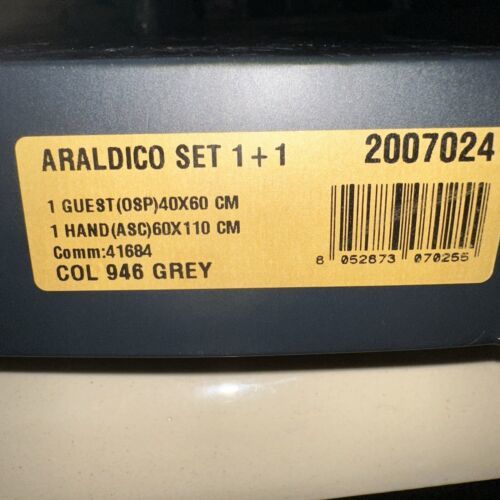 ARALDICO SET 1+1 2007024
1 GUEST(OSP)40X60 CM
1 HAND(ASC)60X110 CM
Comm:41684
COL 946 GREY
8 052873 070255